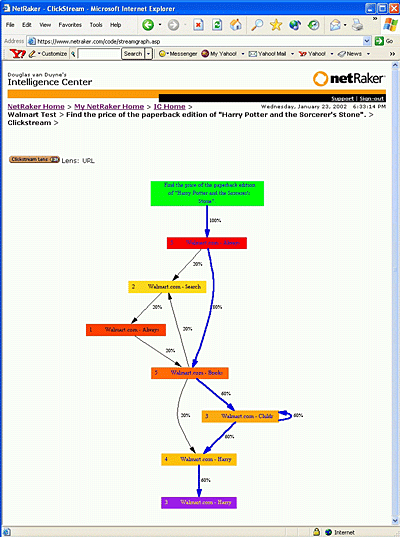 NetRaker - ClickStream - Microsoft Internet Explorer
File Edit View Favorites Tools Help
Address https://www.netraker.com/code/streamgraph.asp
Customize Search Messenger My Yahoo! Yahoo! Mail My Yahoo! News
Douglas van Duyne's
Intelligence Center
netRaker
Support | Sign-out
NetRaker Home > My NetRaker Home > IC Home >
Wednesday, January 23, 2002 6:33:14 PM
Walmart Test > Find the price of the paperback edition of "Harry Potter and the Sorcerer's Stone". >
Clickstream >
Clickstream Lens Lens: URL
Find the price of the paperback edition
of "Harry Potter and the Sorcerer's
Stone"
100%
Walmart.com - Always
20%
2 Walmart.com - Search
80%
20%
1 Walmart.com - Always
20%
20%
5 Walmart.com - Books
60%
20%
3 Walmart.com - Childs
60%
60%
4 Walmart.com - Harry
60%
3 Walmart.com - Harry
Internet